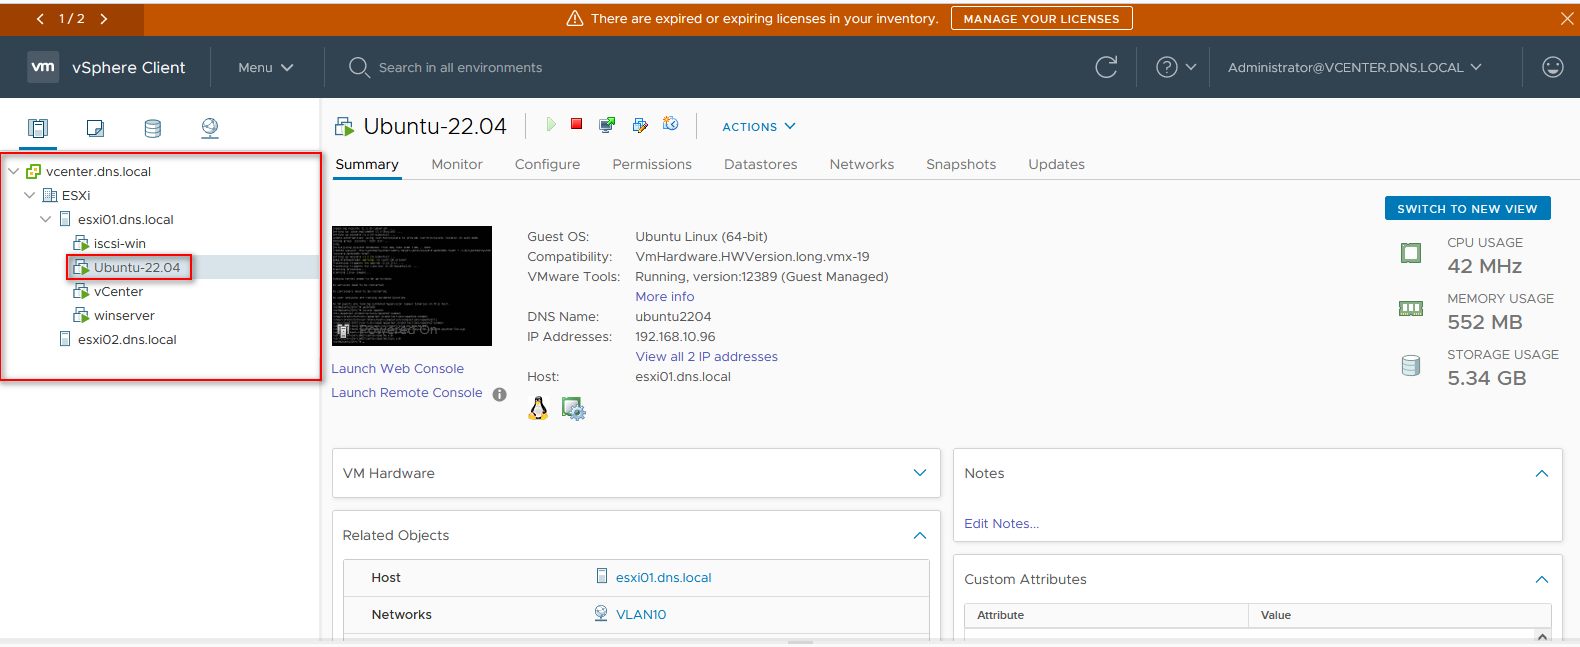 1 / 2
There are expired or expiring licenses in your inventory.
MANAGE YOUR LICENSES
vm
vSphere Client
Menu
Search in all environments
Administrator@VCENTER.DNS.LOCAL
vcenter.dns.local
ESXi
esxi01.dns.local
iscsi-win
Ubuntu-22.04
vCenter
winserver
esxi02.dns.local
Ubuntu-22.04
ACTIONS
Summary Monitor Configure Permissions Datastores Networks Snapshots Updates
SWITCH TO NEW VIEW
Powered On
Launch Web Console
Launch Remote Console
Guest OS: Ubuntu Linux (64-bit)
Compatibility: VmHardware.HWVersion.long.vmx-19
VMware Tools: Running, version:12389 (Guest Managed)
More info
DNS Name: ubuntu2204
IP Addresses: 192.168.10.96
View all 2 IP addresses
Host: esxi01.dns.local
CPU USAGE
42 MHz
MEMORY USAGE
552 MB
STORAGE USAGE
5.34 GB
VM Hardware
Related Objects
Host esxi01.dns.local
Networks VLAN10
Notes
Edit Notes...
Custom Attributes
Attribute Value